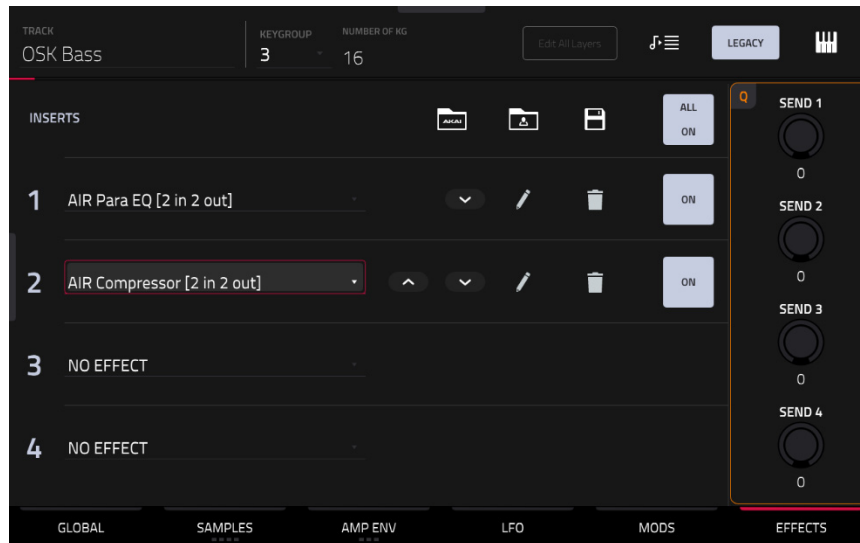 TRACK KEYGROUP NUMBER OF KG
OSK Bass 3 16 Edit All Layers LEGACY
INSERTS AKAI ALL ON Q SEND 1
0
1 AIR Para EQ [2 in 2 out] ON SEND 2
0
2 AIR Compressor [2 in 2 out] ON
SEND 3
3 NO EFFECT 0
SEND 4
4 NO EFFECT
0
GLOBAL SAMPLES AMP ENV LFO MODS EFFECTS